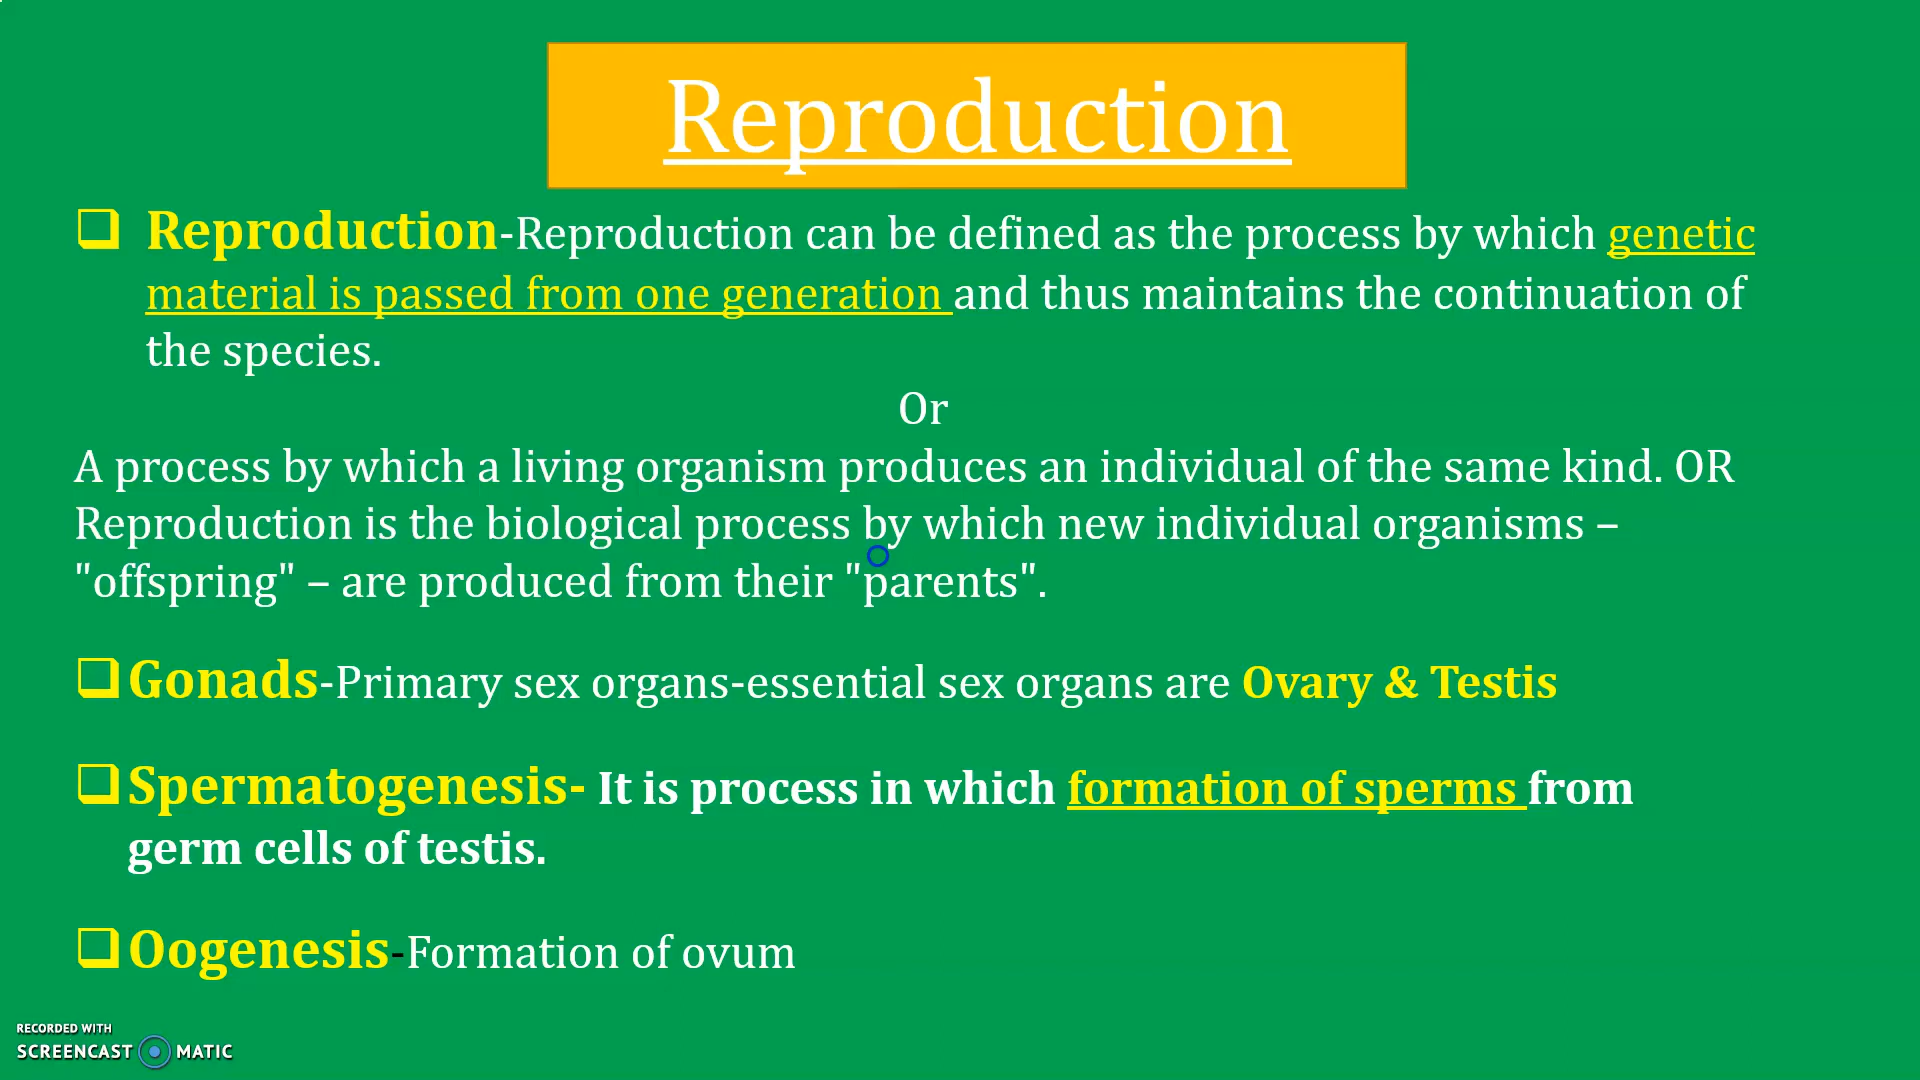 Reproduction
Reproduction-Reproduction can be defined as the process by which genetic
material is passed from one generation and thus maintains the continuation of
the species.
Or
A process by which a living organism produces an individual of the same kind. OR
Reproduction is the biological process by which new individual organisms –
"offspring" – are produced from their "parents".
Gonads-Primary sex organs-essential sex organs are Ovary & Testis
Spermatogenesis- It is process in which formation of sperms from
germ cells of testis.
Oogenesis-Formation of ovum
RECORDED WITH
SCREENCAST MATIC